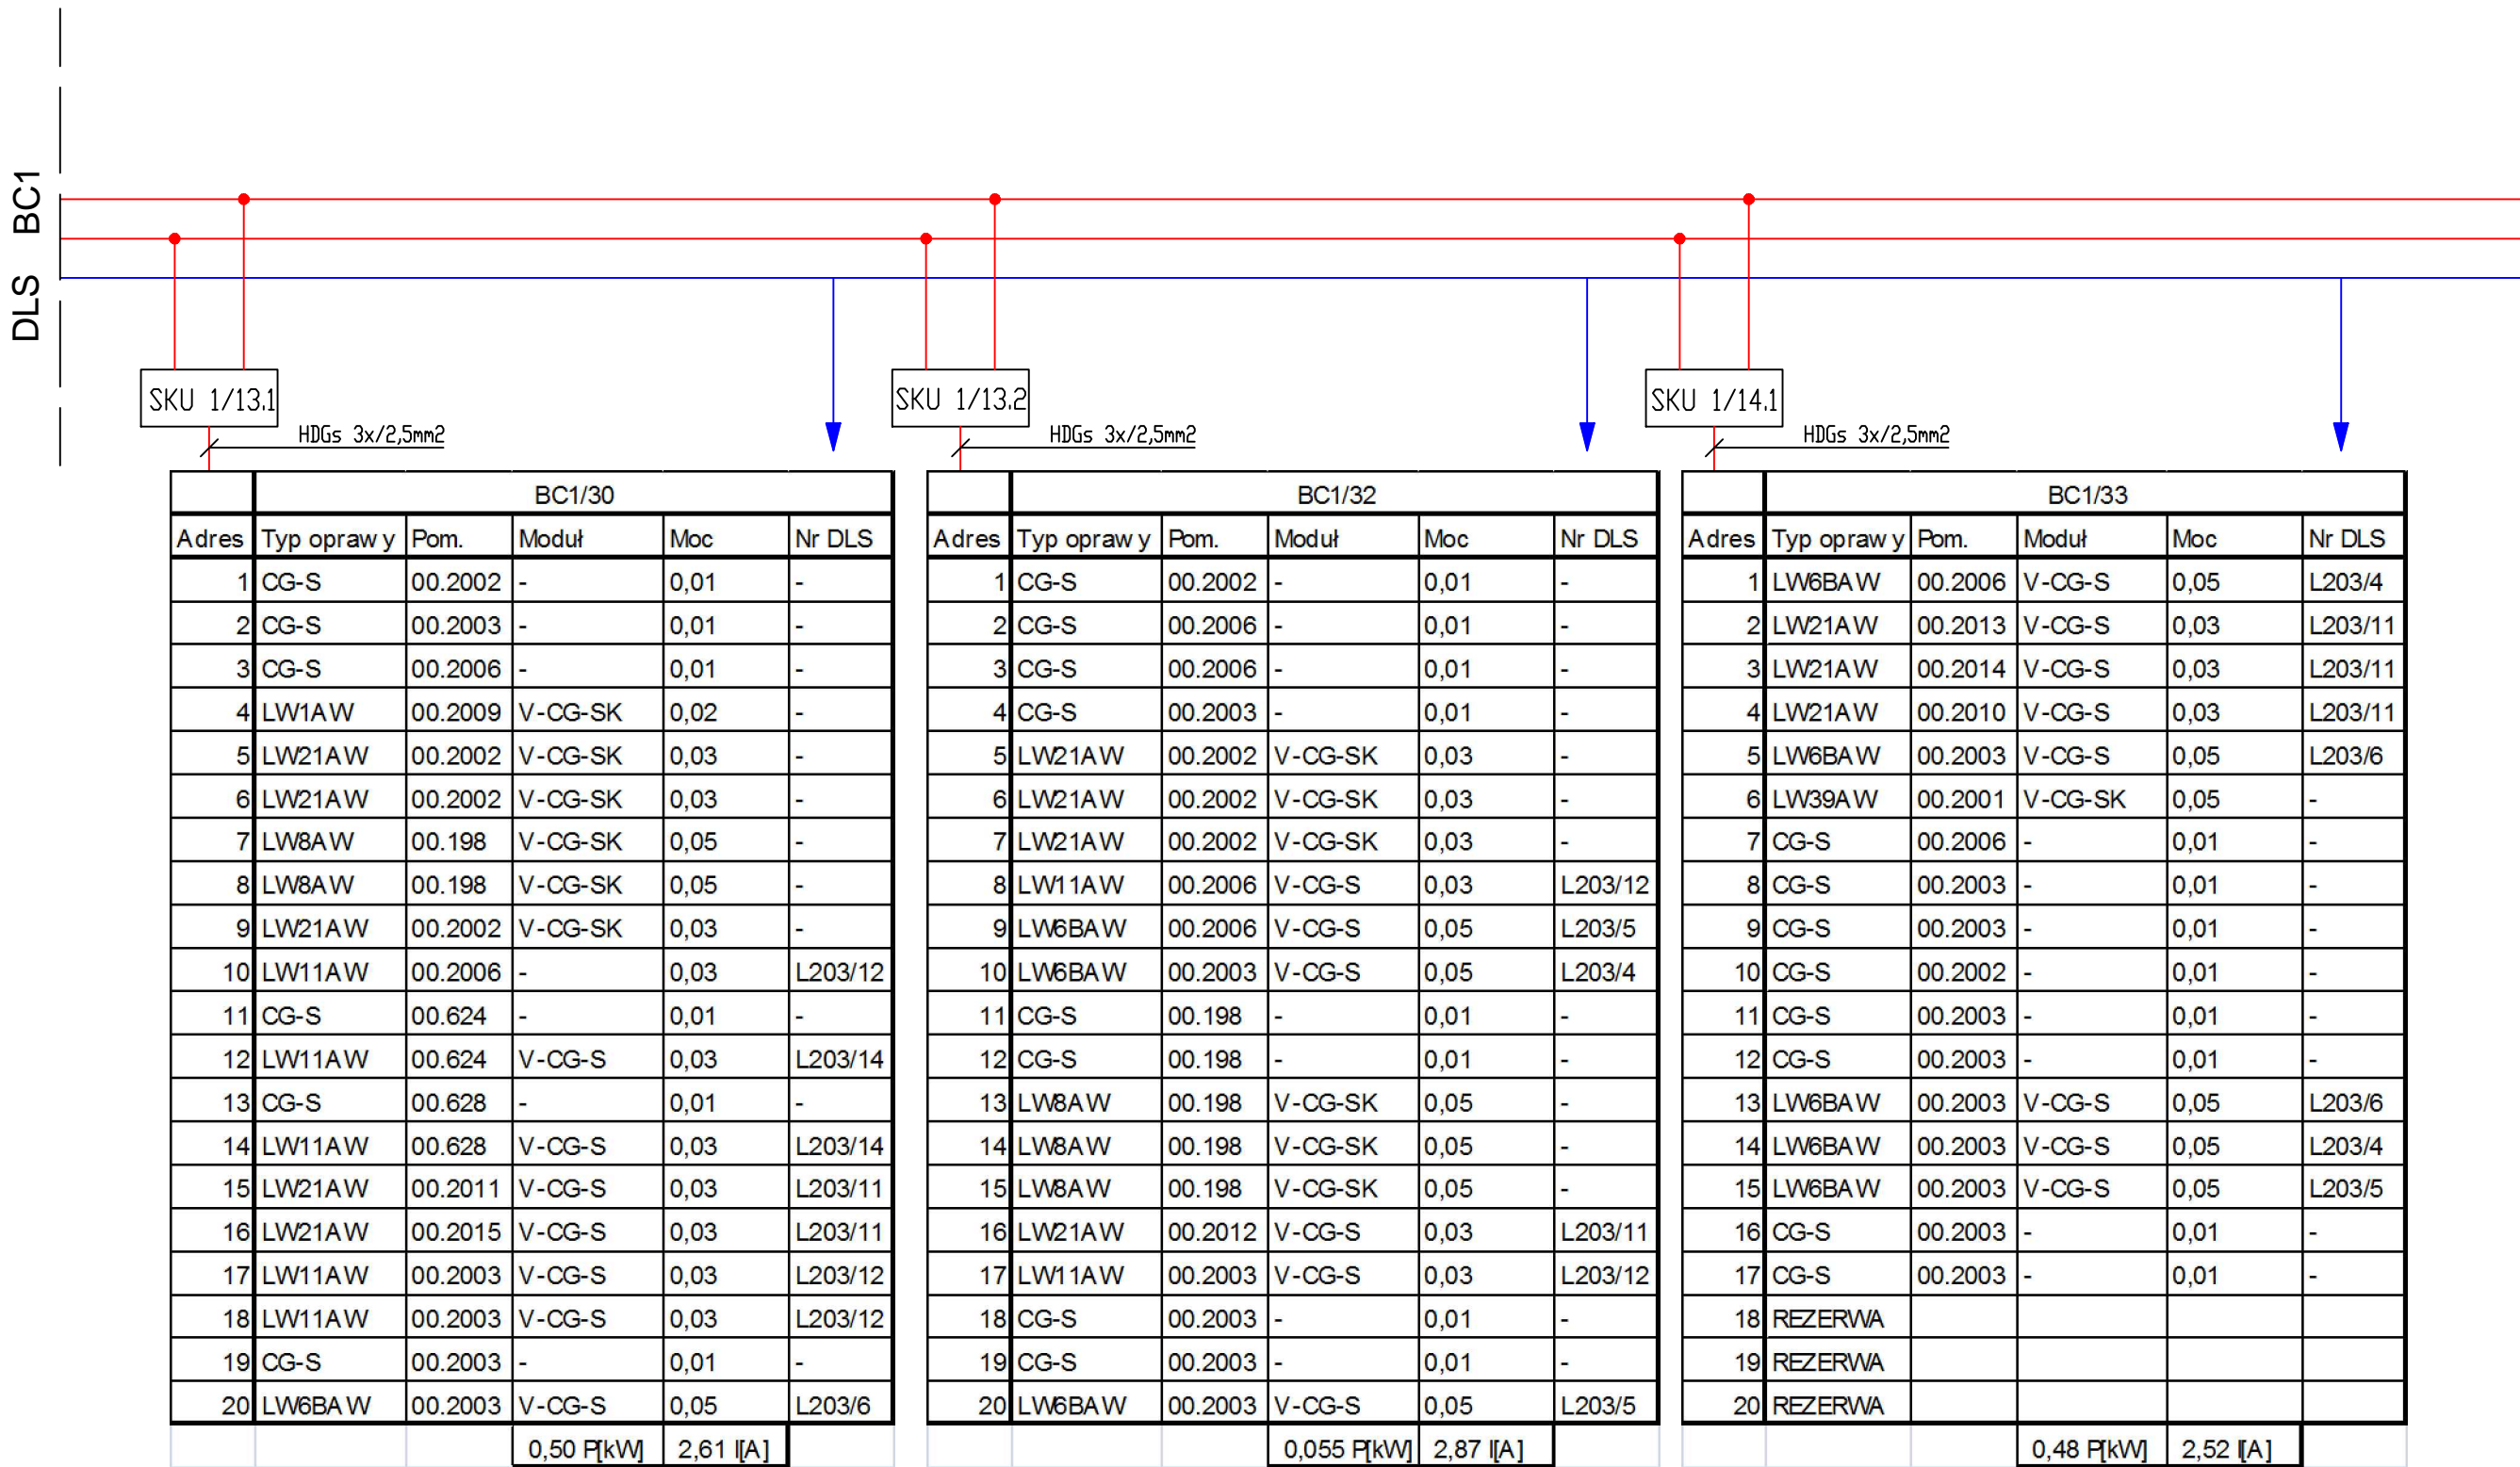 BC1
DLS
SKU 1/13.1
SKU 1/13.2
SKU 1/14.1
HDGs 3x/2,5mm2
HDGs 3x/2,5mm2
HDGs 3x/2,5mm2
BC1/30
Adres Typ oprawy Pom. Moduł Moc Nr DLS
1 CG-S 00.2002 - 0,01 -
2 CG-S 00.2003 - 0,01 -
3 CG-S 00.2006 - 0,01 -
4 LW1AW 00.2009 V-CG-SK 0,02 -
5 LW21AW 00.2002 V-CG-SK 0,03 -
6 LW21AW 00.2002 V-CG-SK 0,03 -
7 LW8AW 00.198 V-CG-SK 0,05 -
8 LW8AW 00.198 V-CG-SK 0,05 -
9 LW21AW 00.2002 V-CG-SK 0,03 -
10 LW11AW 00.2006 - 0,03 L203/12
11 CG-S 00.624 - 0,01 -
12 LW11AW 00.624 V-CG-S 0,03 L203/14
13 CG-S 00.628 - 0,01 -
14 LW11AW 00.628 V-CG-S 0,03 L203/14
15 LW21AW 00.2011 V-CG-S 0,03 L203/11
16 LW21AW 00.2015 V-CG-S 0,03 L203/11
17 LW11AW 00.2003 V-CG-S 0,03 L203/12
18 LW11AW 00.2003 V-CG-S 0,03 L203/12
19 CG-S 00.2003 - 0,01 -
20 LW6BAW 00.2003 V-CG-S 0,05 L203/6
0,50 P[kW] 2,61 I[A]
BC1/32
Adres Typ oprawy Pom. Moduł Moc Nr DLS
1 CG-S 00.2002 - 0,01 -
2 CG-S 00.2006 - 0,01 -
3 CG-S 00.2006 - 0,01 -
4 CG-S 00.2003 - 0,01 -
5 LW21AW 00.2002 V-CG-SK 0,03 -
6 LW21AW 00.2002 V-CG-SK 0,03 -
7 LW21AW 00.2002 V-CG-SK 0,03 -
8 LW11AW 00.2006 V-CG-S 0,03 L203/12
9 LW6BAW 00.2006 V-CG-S 0,05 L203/5
10 LW6BAW 00.2003 V-CG-S 0,05 L203/4
11 CG-S 00.198 - 0,01 -
12 CG-S 00.198 - 0,01 -
13 LW8AW 00.198 V-CG-SK 0,05 -
14 LW8AW 00.198 V-CG-SK 0,05 -
15 LW8AW 00.198 V-CG-SK 0,05 -
16 LW21AW 00.2012 V-CG-S 0,03 L203/11
17 LW11AW 00.2003 V-CG-S 0,03 L203/12
18 CG-S 00.2003 - 0,01 -
19 CG-S 00.2003 - 0,01 -
20 LW6BAW 00.2003 V-CG-S 0,05 L203/5
0,055 P[kW] 2,87 I[A]
BC1/33
Adres Typ oprawy Pom. Moduł Moc Nr DLS
1 LW6BAW 00.2006 V-CG-S 0,05 L203/4
2 LW21AW 00.2013 V-CG-S 0,03 L203/11
3 LW21AW 00.2014 V-CG-S 0,03 L203/11
4 LW21AW 00.2010 V-CG-S 0,03 L203/11
5 LW6BAW 00.2003 V-CG-S 0,05 L203/6
6 LW39AW 00.2001 V-CG-SK 0,05 -
7 CG-S 00.2006 - 0,01 -
8 CG-S 00.2003 - 0,01 -
9 CG-S 00.2003 - 0,01 -
10 CG-S 00.2002 - 0,01 -
11 CG-S 00.2003 - 0,01 -
12 CG-S 00.2003 - 0,01 -
13 LW6BAW 00.2003 V-CG-S 0,05 L203/6
14 LW6BAW 00.2003 V-CG-S 0,05 L203/4
15 LW6BAW 00.2003 V-CG-S 0,05 L203/5
16 CG-S 00.2003 - 0,01 -
17 CG-S 00.2003 - 0,01 -
18 REZERWA
19 REZERWA
20 REZERWA
0,48 P[kW] 2,52 I[A]